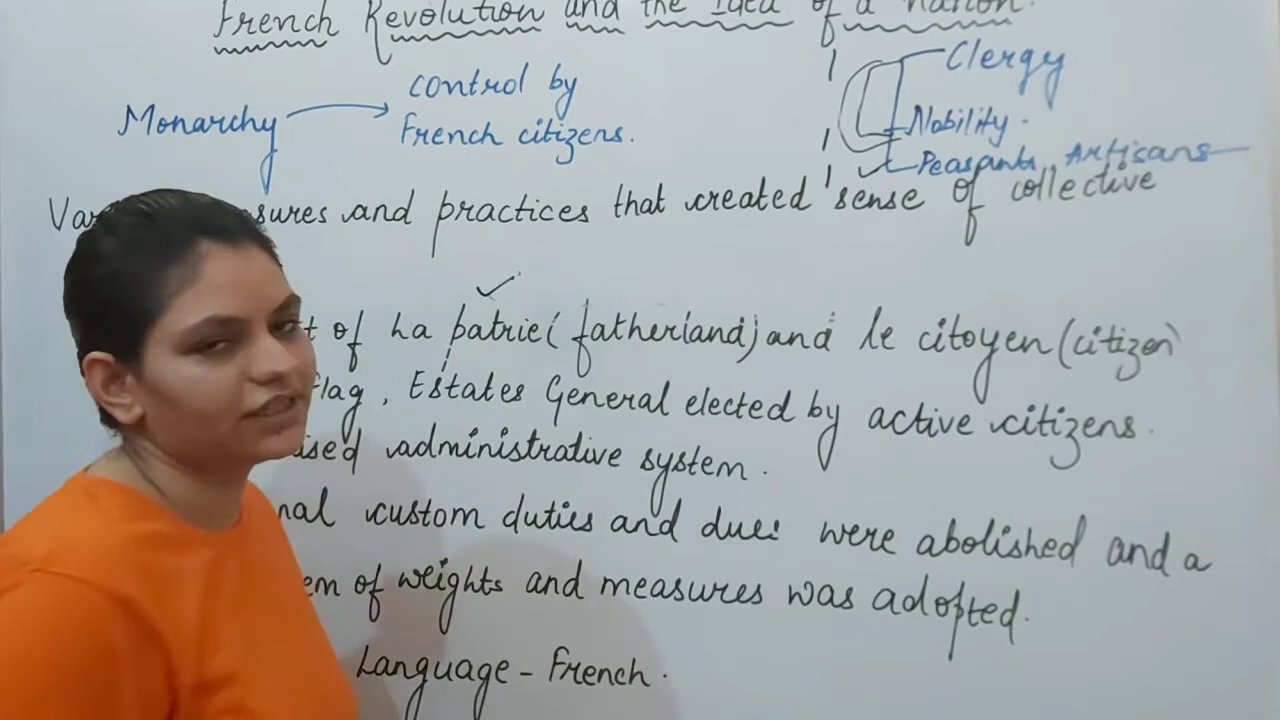 French Revolution and the Idea of a nation.
Clergy
control by
Monarchy
French citizens.
Nobility.
Peasants, Artisans
sures and practices that created sense of collective
t of La patrie (fatherland) and le citoyen (citizen)
flag, Estates General elected by active citizens.
ised administrative system.
nal custom duties and dues were abolished and a
em of weights and measures was adopted.
Language - French.